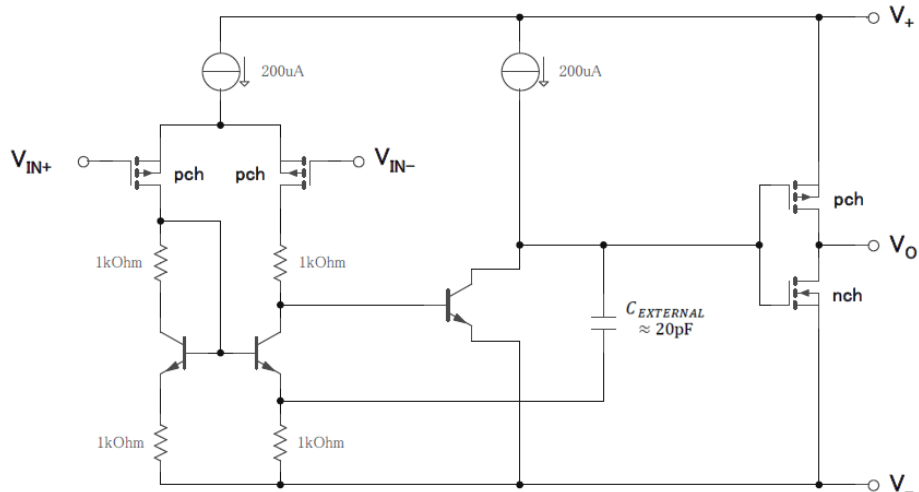 V+
200uA
200uA
VIN+
pch
pch
VIN−
pch
1kOhm
1kOhm
VO
nch
CEXTERNAL
≈ 20pF
1kOhm
1kOhm
V−